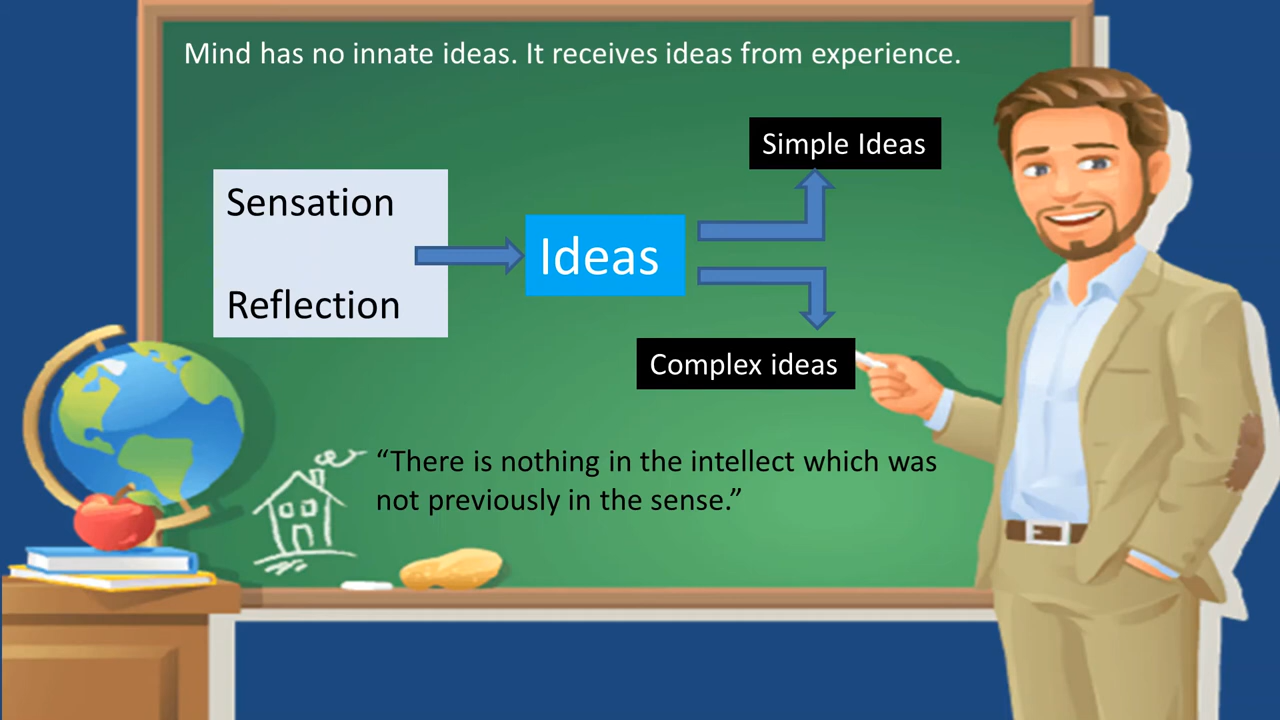 Mind has no innate ideas. It receives ideas from experience.
Simple Ideas
Sensation
Ideas
Reflection
Complex ideas
“There is nothing in the intellect which was
not previously in the sense.”